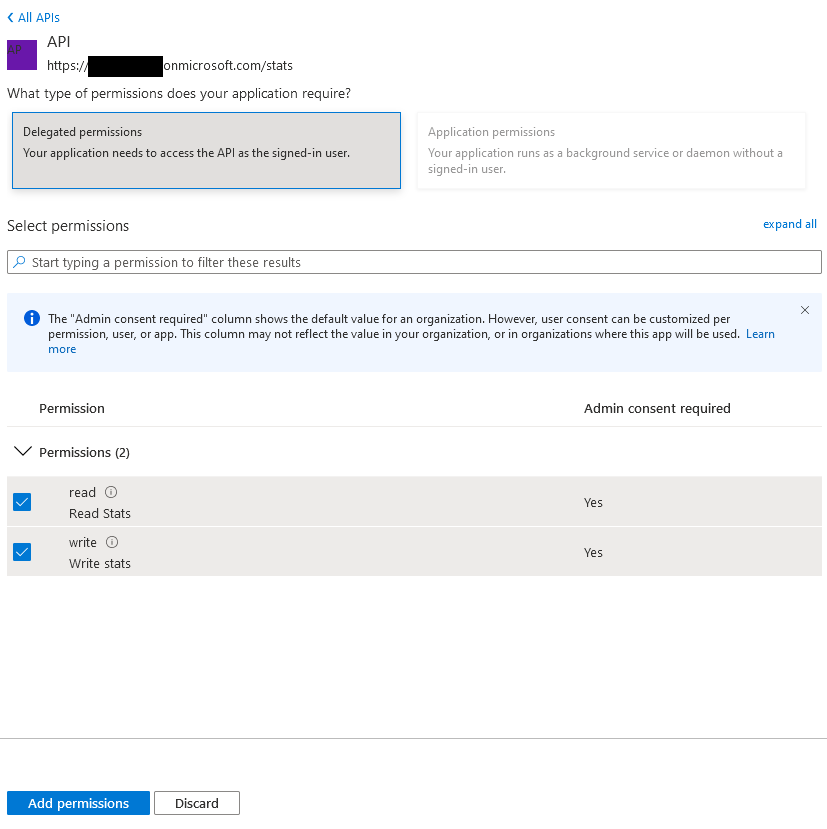 All APIs
AP
API
https://
onmicrosoft.com/stats
What type of permissions does your application require?
Delegated permissions
Your application needs to access the API as the signed-in user.
Application permissions
Your application runs as a background service or daemon without a
signed-in user.
Select permissions
expand all
Start typing a permission to filter these results
The "Admin consent required" column shows the default value for an organization. However, user consent can be customized per
permission, user, or app. This column may not reflect the value in your organization, or in organizations where this app will be used. Learn
more
Permission
Admin consent required
Permissions (2)
read
Read Stats
Yes
write
Write stats
Yes
Add permissions
Discard